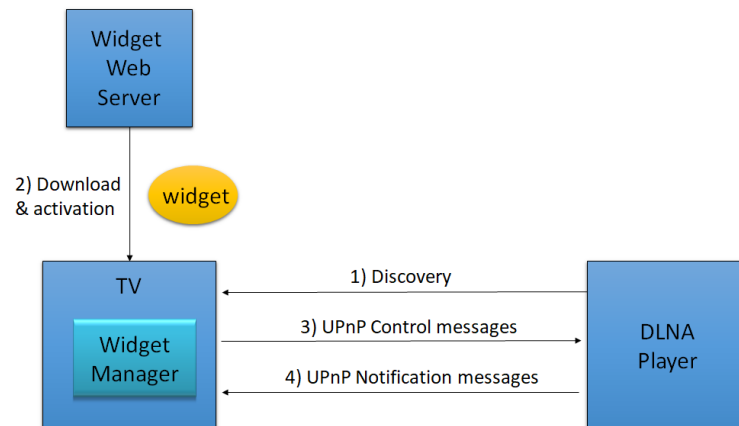 Widget
Web
Server
2) Download
& activation
widget
TV
Widget
Manager
1) Discovery
3) UPnP Control messages
4) UPnP Notification messages
DLNA
Player